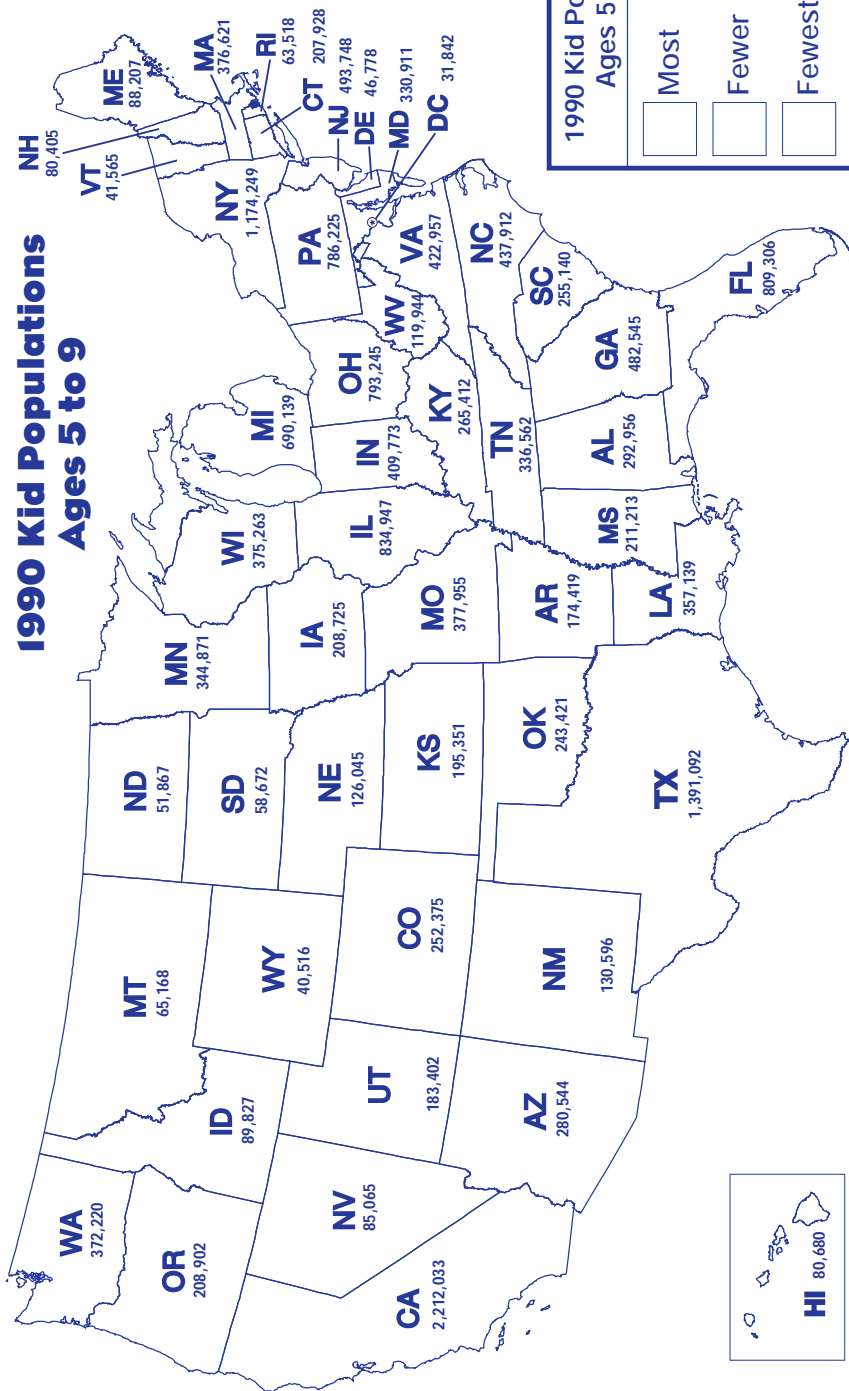 1990 Kid Populations
Ages 5 to 9
WA
372,220
OR
208,902
CA
2,212,033
NV
85,065
ID
89,827
MT
65,168
WY
40,516
UT
183,402
AZ
280,544
CO
252,375
NM
130,596
ND
51,867
SD
58,672
NE
126,045
KS
195,351
OK
243,421
TX
1,391,092
MN
344,871
IA
208,725
MO
377,955
AR
174,419
LA
357,139
WI
375,263
IL
834,947
MS
211,213
MI
690,139
IN
409,773
OH
793,245
KY
265,412
TN
336,562
AL
292,956
GA
482,545
FL
809,306
SC
255,140
NC
437,912
VA
422,957
WV
119,944
PA
786,225
NY
1,174,249
VT
41,565
NH
80,405
ME
88,207
MA
376,621
RI
63,518
CT 207,928
NJ 493,748
DE 46,778
MD 330,911
DC 31,842
HI 80,680
1990 Kid Po
Ages 5
Most
Fewer
Fewest